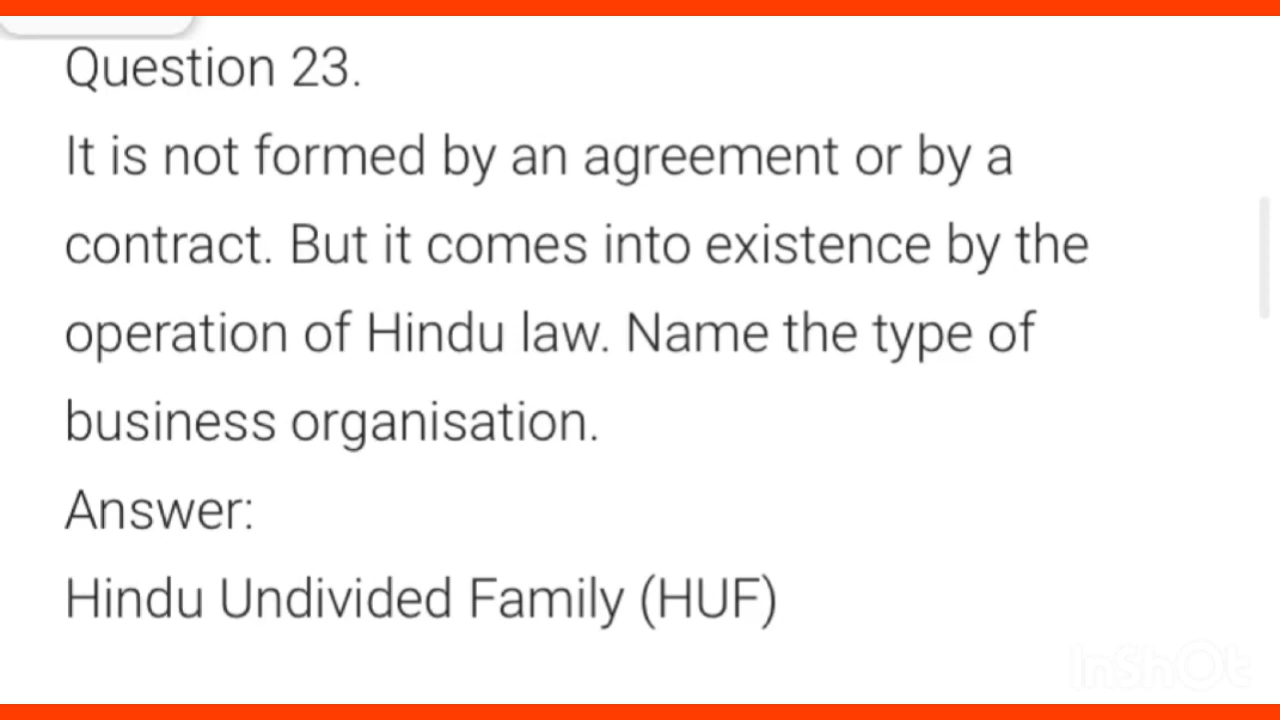 Question 23.
It is not formed by an agreement or by a
contract. But it comes into existence by the
operation of Hindu law. Name the type of
business organisation.
Answer:
Hindu Undivided Family (HUF)
InShOt